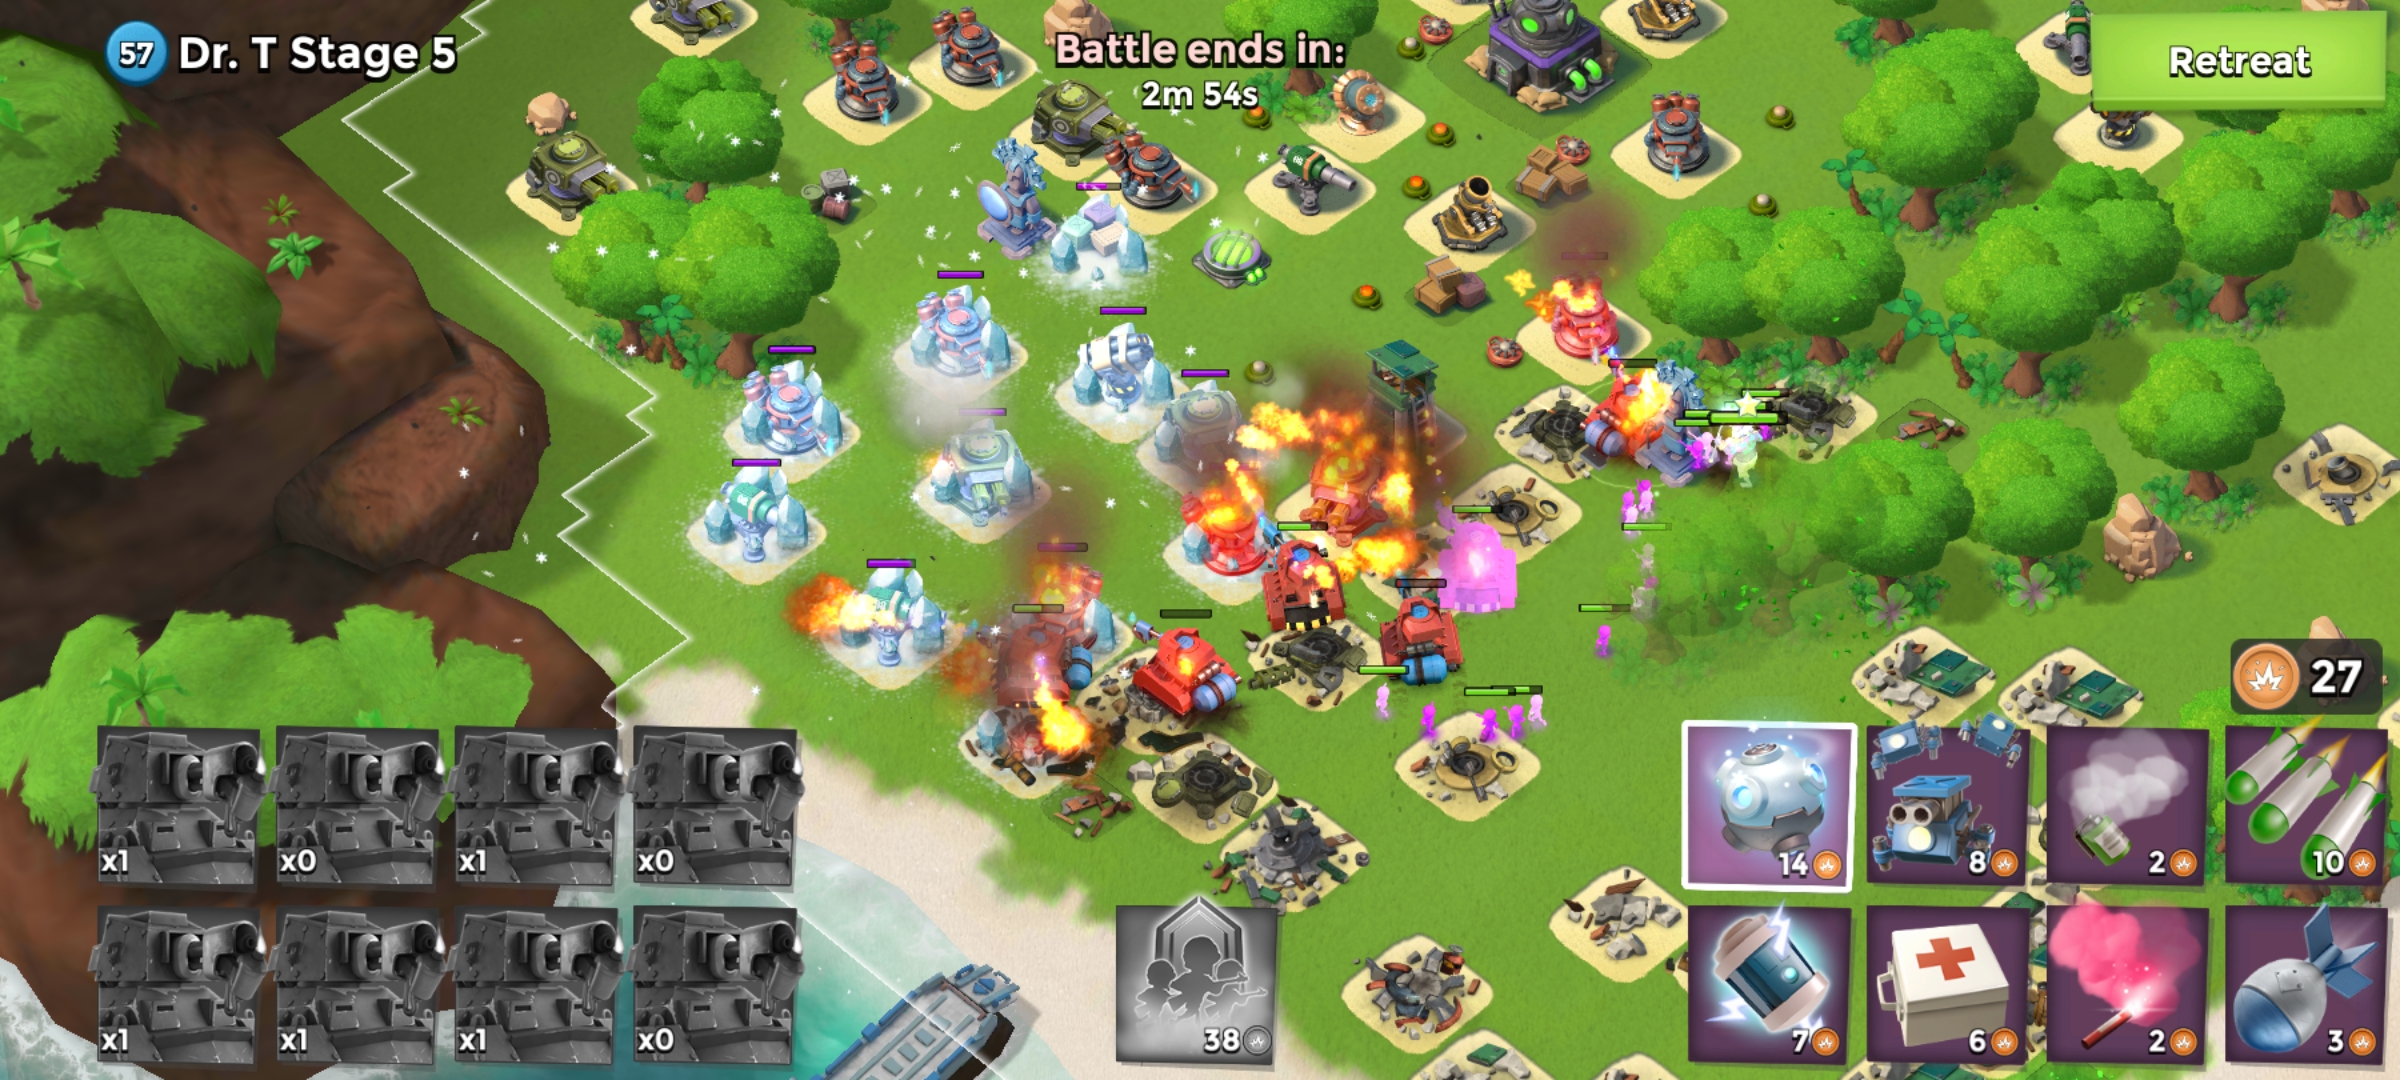 57 Dr. T Stage 5
Battle ends in:
2m 54s
Retreat
27
x1 x0 x1 x0
14 8 2 10
x1 x1 x1 x0
38
7 6 2 3